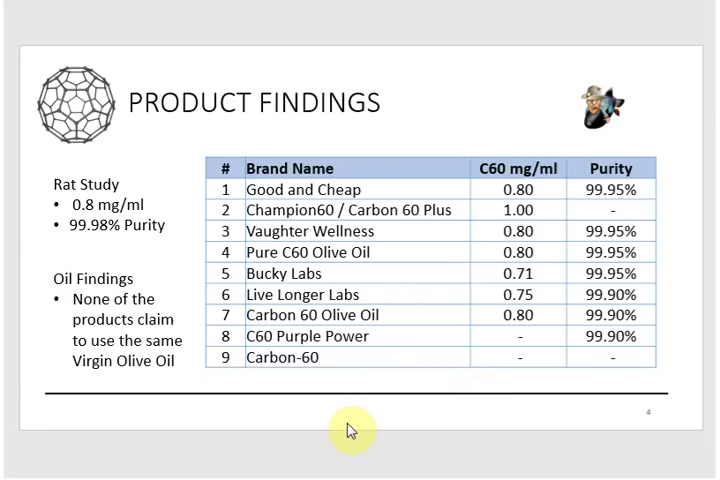 PRODUCT FINDINGS
Rat Study
• 0.8 mg/ml
• 99.98% Purity
Oil Findings
• None of the
products claim
to use the same
Virgin Olive Oil
# Brand Name C60 mg/ml Purity
1 Good and Cheap 0.80 99.95%
2 Champion60 / Carbon 60 Plus 1.00 -
3 Vaughter Wellness 0.80 99.95%
4 Pure C60 Olive Oil 0.80 99.95%
5 Bucky Labs 0.71 99.95%
6 Live Longer Labs 0.75 99.90%
7 Carbon 60 Olive Oil 0.80 99.90%
8 C60 Purple Power - 99.90%
9 Carbon-60 - -
4